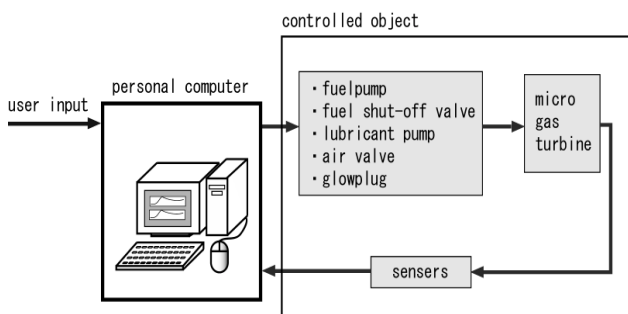 controlled object
personal computer
user input
・fuelpump
・fuel shut-off valve
・lubricant pump
・air valve
・glowplug
micro
gas
turbine
sensers